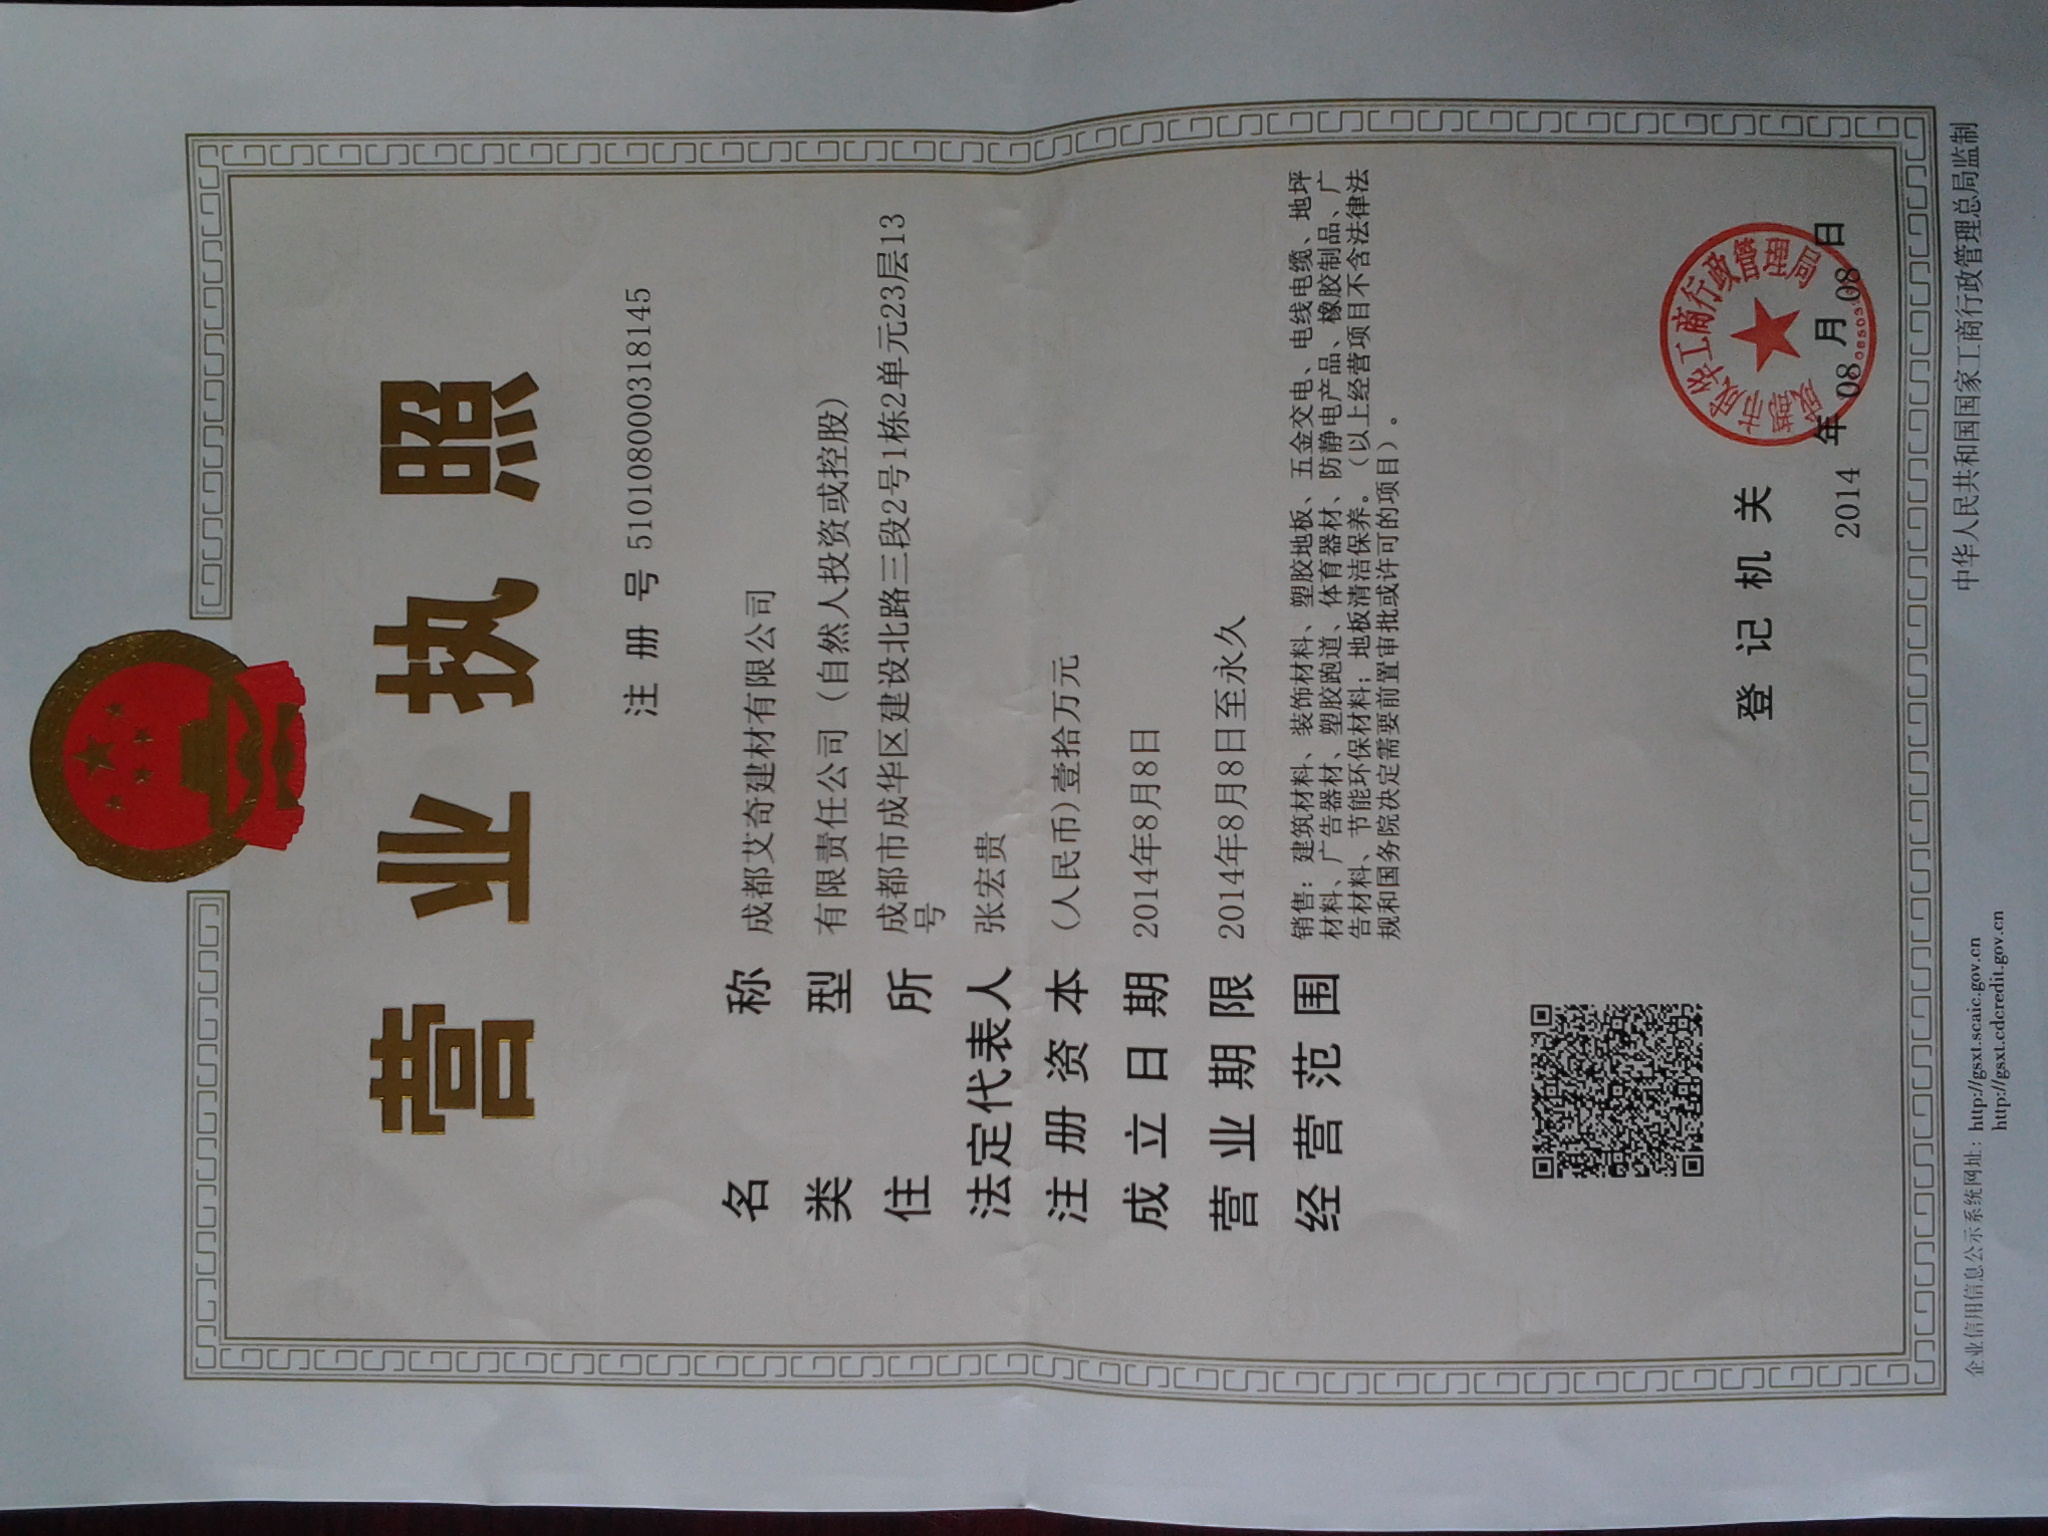 营业执照
注 册 号 510108000318145
名 称 成都艾奇建材有限公司
类 型 有限责任公司（自然人投资或控股）
住 所 成都市成华区建设北路三段2号1栋2单元23层13
号
法定代表人 张宏贵
注 册 资 本 （人民币）壹拾万元
成 立 日 期 2014年8月8日
营 业 期 限 2014年8月8日至永久
经 营 范 围 销售：建筑材料、装饰材料、塑胶地板、五金交电、电线电缆、地坪
材料、广告器材、塑胶跑道、体育器材、防静电产品、橡胶制品、广
告材料、节能环保材料；地板清洁保养。（以上经营项目不含法律法
规和国务院决定需要前置审批或许可的项目）。
成都市成华工商行政管理局
登 记 机 关
2014 年 08 月 08 日
企业信用信息公示系统网址：http://gsxt.scaic.gov.cn
http://gsxt.cdcredit.gov.cn
中华人民共和国国家工商行政管理总局监制